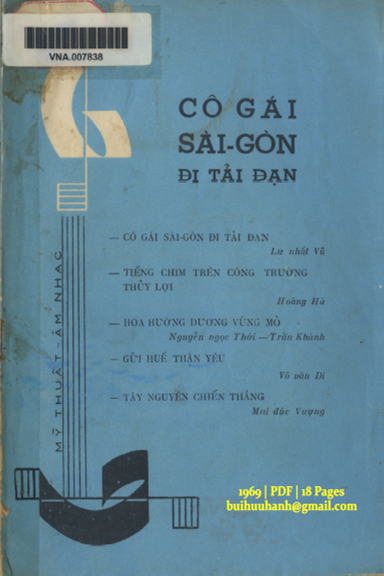 VNA.007838
CÔ GÁI
SÀI-GÒN
ĐI TẢI ĐẠN
— CÔ GÁI SÀI-GÒN ĐI TẢI ĐẠN
Lư nhất Vũ
— TIẾNG CHIM TRÊN CÔNG TRƯỜNG
THỦY LỢI
Hoàng Hà
— HOA HƯỚNG DƯƠNG VÙNG MỎ
Nguyễn ngọc Thới — Trần Khánh
— GỬI HUẾ THÂN YÊU
Võ văn Di
— TÂY NGUYÊN CHIẾN THẮNG
Mai đức Vượng
MỸ THUẬT - ÂM NHẠC
1969 | PDF | 18 Pages
buihuuhanh@gmail.com